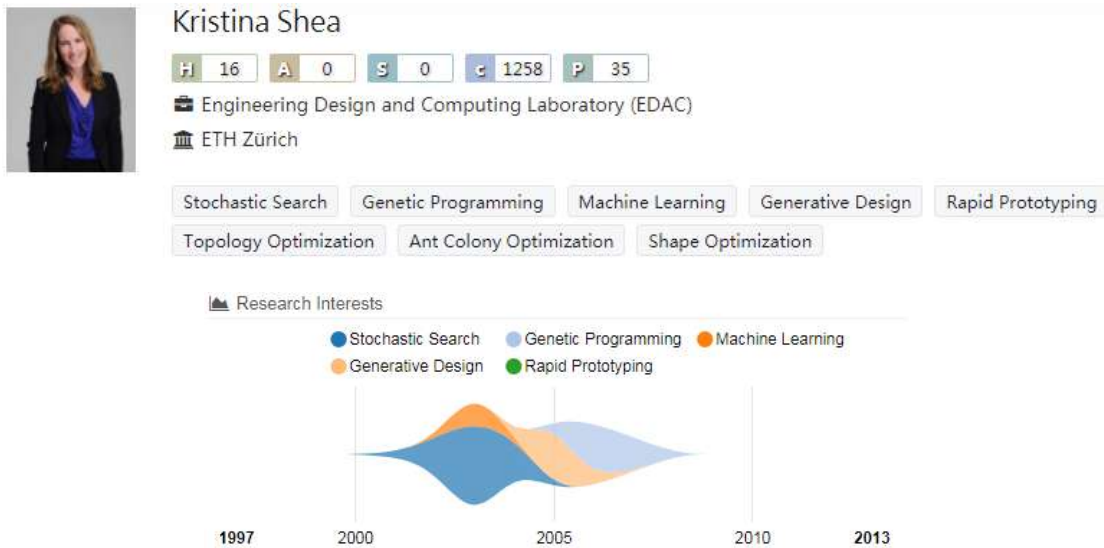 Kristina Shea
H 16 A 0 S 0 c 1258 P 35
Engineering Design and Computing Laboratory (EDAC)
ETH Zürich
Stochastic Search Genetic Programming Machine Learning Generative Design Rapid Prototyping
Topology Optimization Ant Colony Optimization Shape Optimization
Research Interests
Stochastic Search Genetic Programming Machine Learning
Generative Design Rapid Prototyping
1997 2000 2005 2010 2013